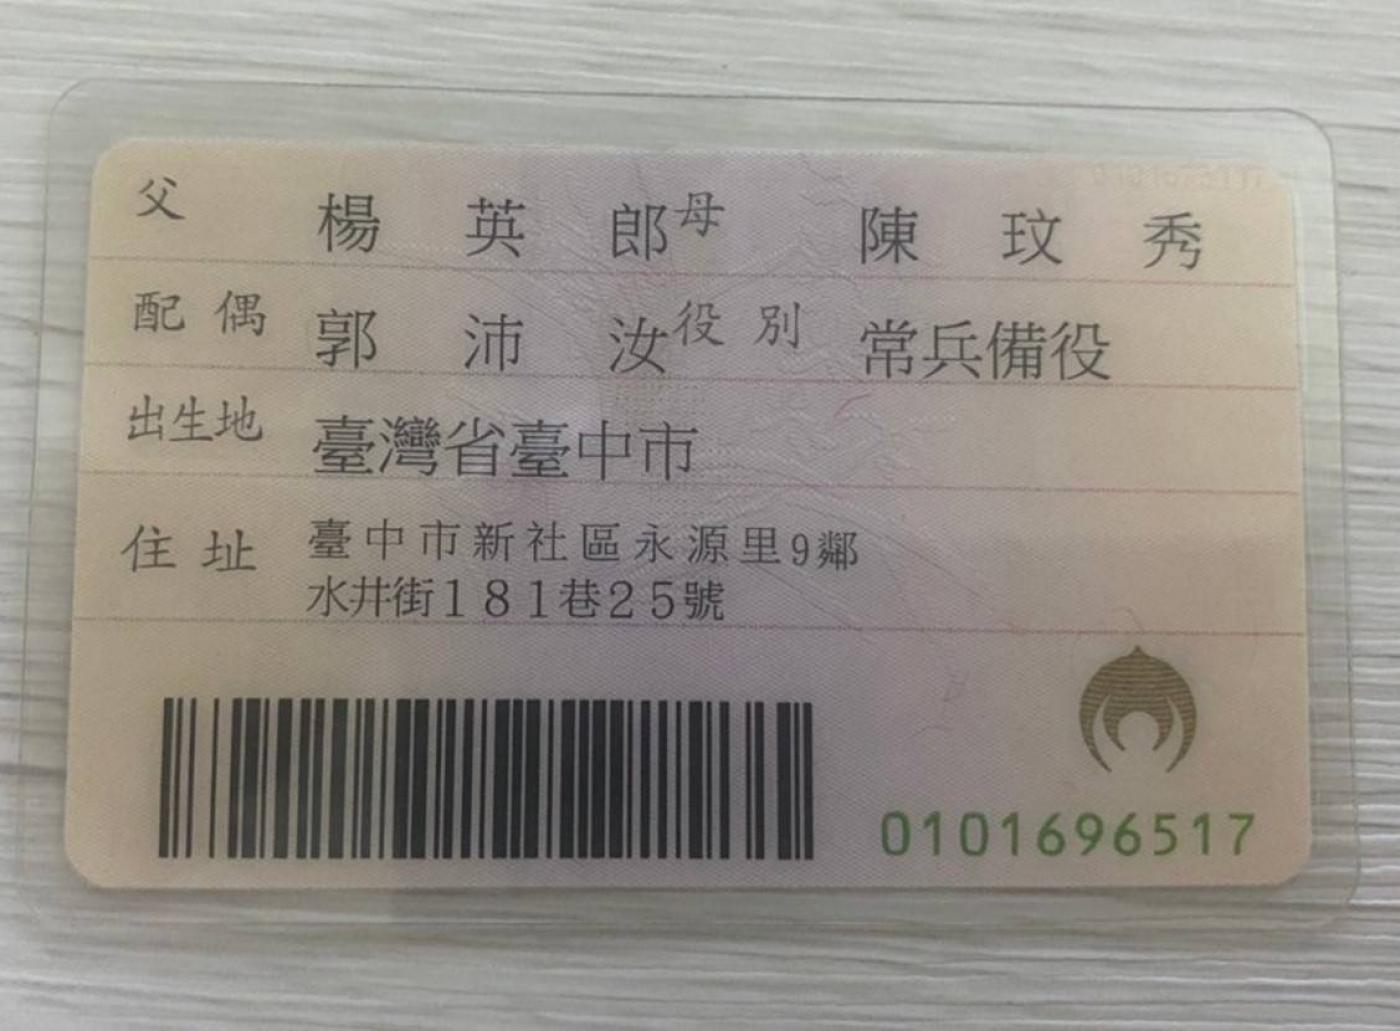 父 楊英郎 母 陳玟秀
配偶 郭沛汝 役別 常兵備役
出生地 臺灣省臺中市
住址 臺中市新社區永源里9鄰
水井街181巷25號
0101696517